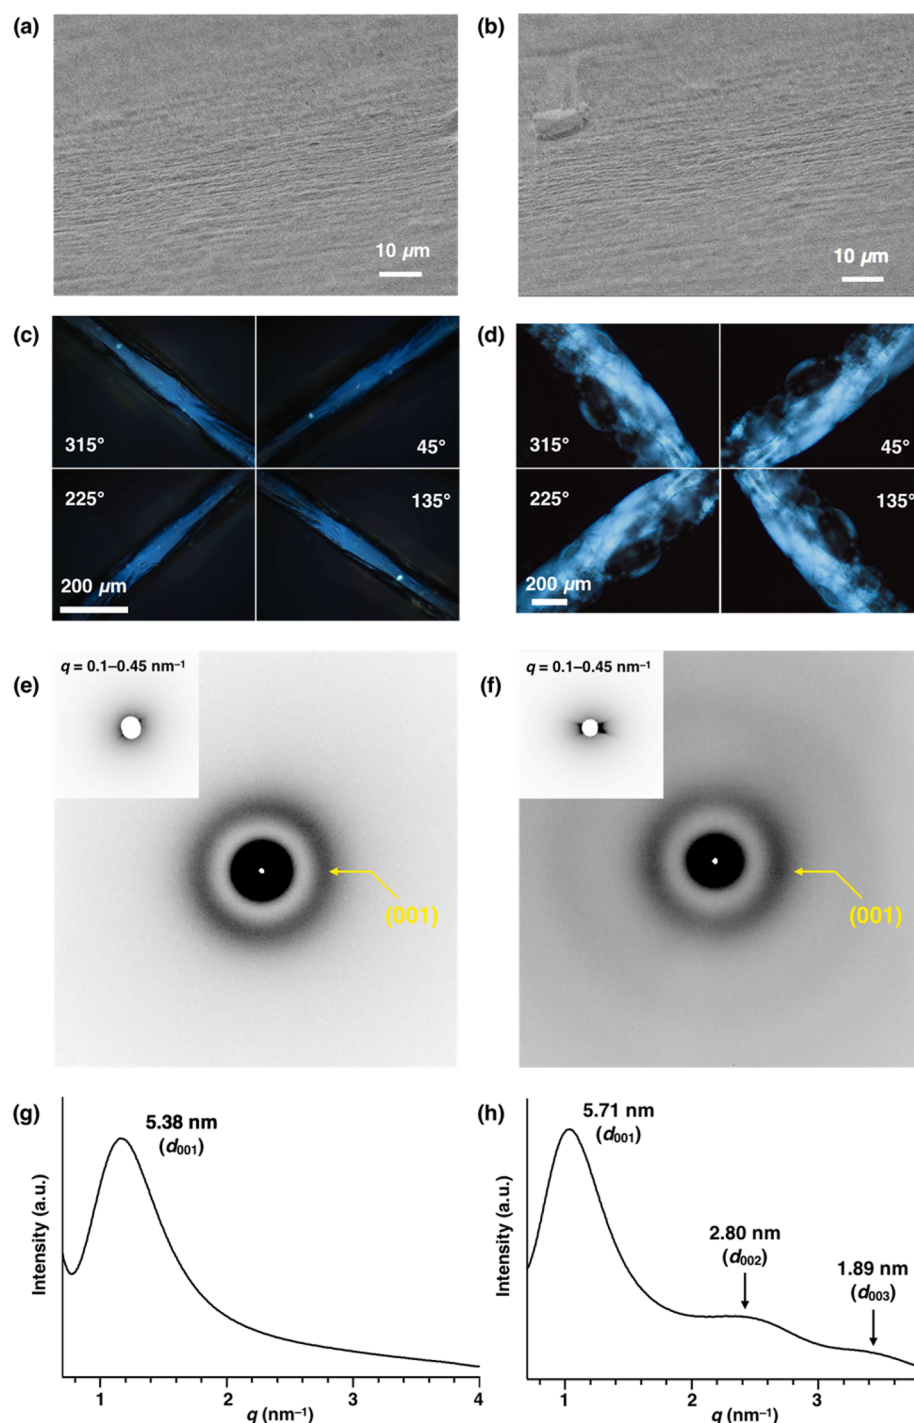 (a)
10 µm
(b)
10 µm
(c)
315°
45°
225°
135°
200 µm
(d)
315°
45°
225°
135°
200 µm
(e)
q = 0.1–0.45 nm⁻¹
(001)
(f)
q = 0.1–0.45 nm⁻¹
(001)
(g)
5.38 nm
(d001)
Intensity (a.u.)
1 2 3 4
q (nm⁻¹)
(h)
5.71 nm
(d001)
2.80 nm
(d002)
1.89 nm
(d003)
Intensity (a.u.)
1 2 3
q (nm⁻¹)